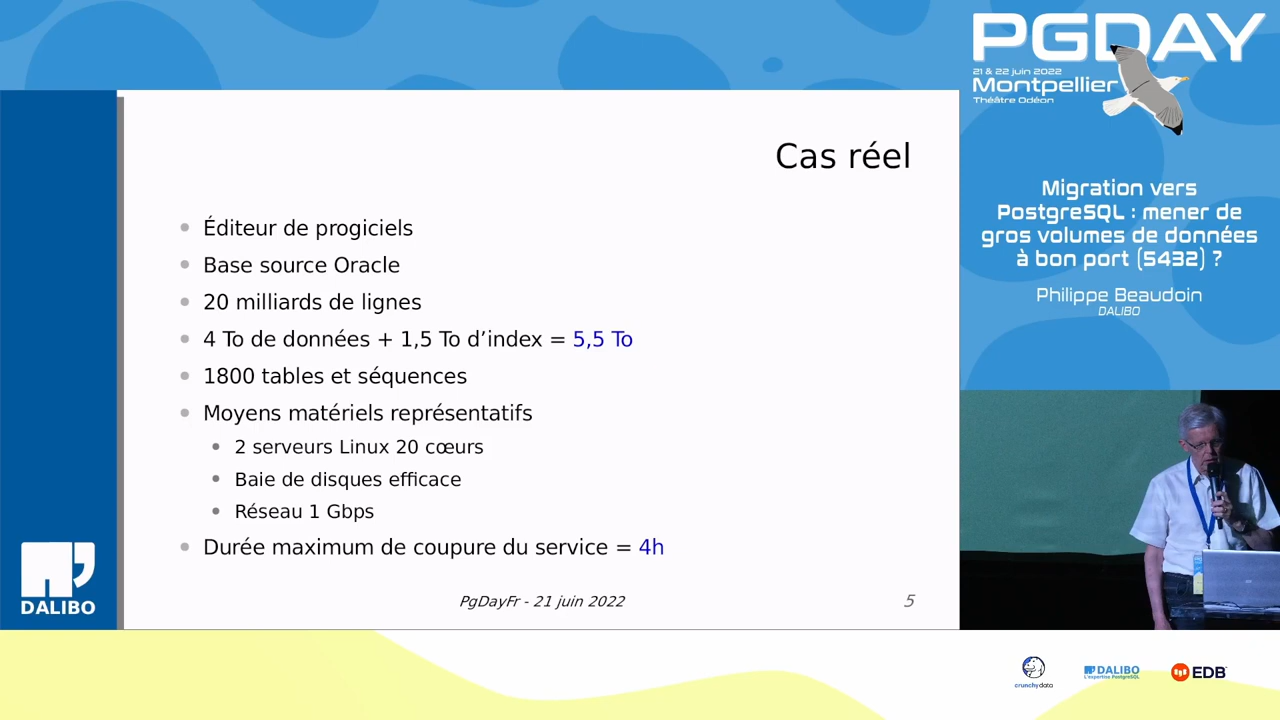 Cas réel
Éditeur de progiciels
Base source Oracle
20 milliards de lignes
4 To de données + 1,5 To d’index = 5,5 To
1800 tables et séquences
Moyens matériels représentatifs
2 serveurs Linux 20 cœurs
Baie de disques efficace
Réseau 1 Gbps
Durée maximum de coupure du service = 4h
PgDayFr - 21 juin 2022
5
DALIBO
PGDAY
21 & 22 juin 2022
Montpellier
Théâtre Odéon
Migration vers
PostgreSQL : mener de
gros volumes de données
à bon port (5432) ?
Philippe Beaudoin
DALIBO
crunchydata
DALIBO
L'expertise PostgreSQL
EDB